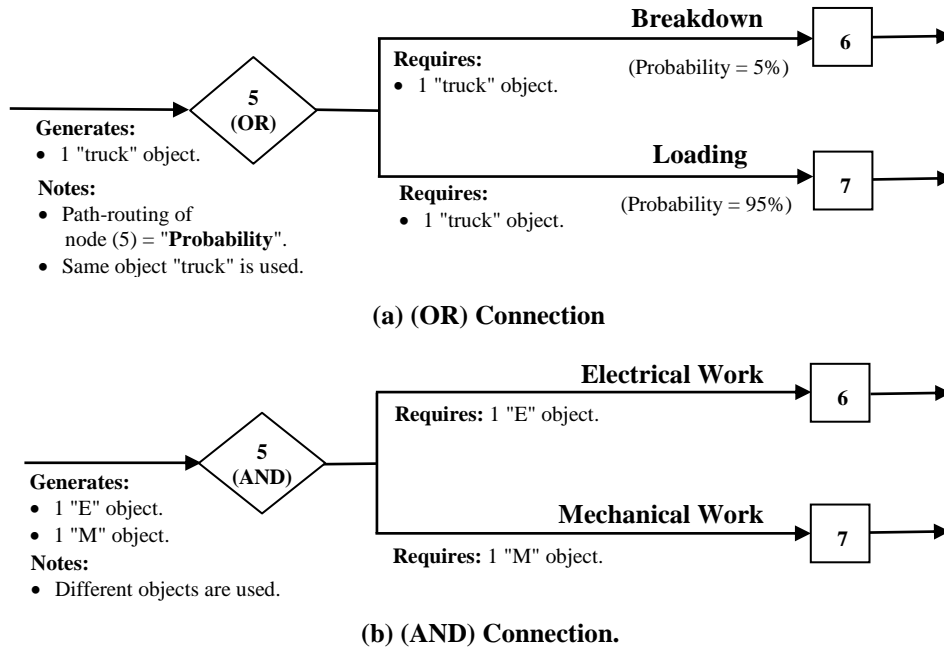 Breakdown
6
Requires:
(Probability = 5%)
• 1 "truck" object.
5
(OR)
Generates:
• 1 "truck" object.
Loading
7
Notes:
Requires:
(Probability = 95%)
• Path-routing of
node (5) = "Probability".
• 1 "truck" object.
• Same object "truck" is used.
(a) (OR) Connection
Electrical Work
6
Requires: 1 "E" object.
5
(AND)
Generates:
• 1 "E" object.
• 1 "M" object.
Mechanical Work
7
Requires: 1 "M" object.
Notes:
• Different objects are used.
(b) (AND) Connection.